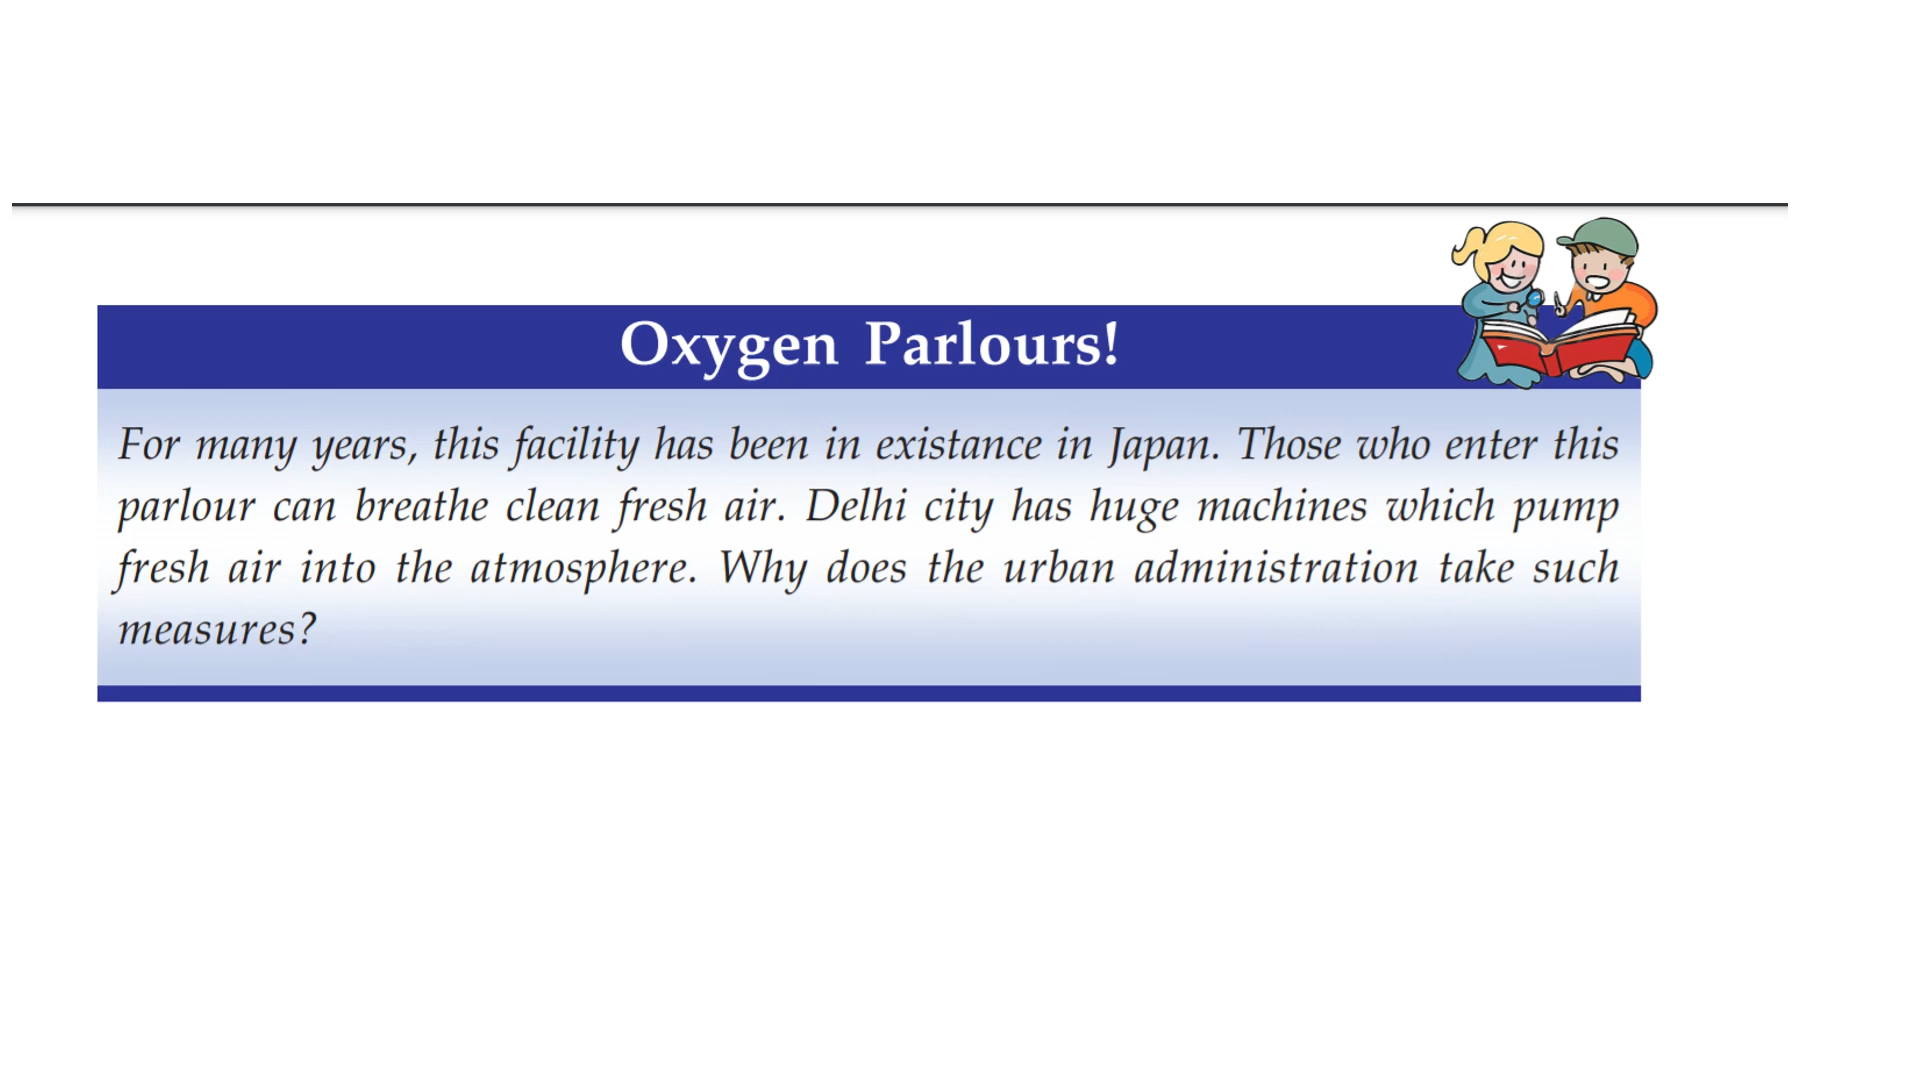 Oxygen Parlours!
For many years, this facility has been in existance in Japan. Those who enter this
parlour can breathe clean fresh air. Delhi city has huge machines which pump
fresh air into the atmosphere. Why does the urban administration take such
measures?